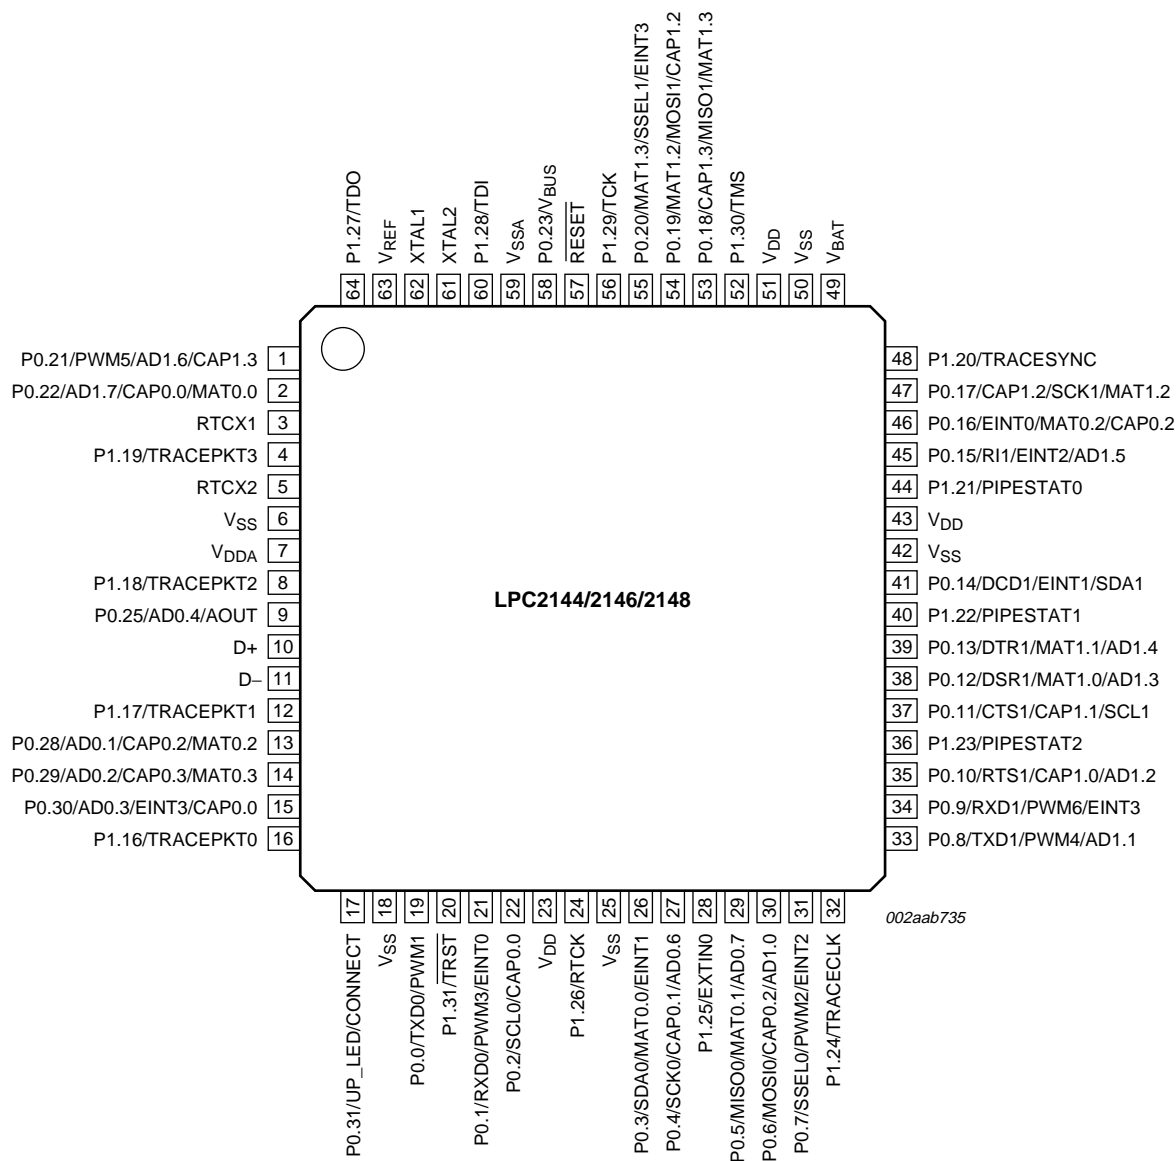 P1.27/TDO
VREF
XTAL1
XTAL2
P1.28/TDI
VSSA
P0.23/VBUS
RESET
P1.29/TCK
P0.20/MAT1.3/SSEL1/EINT3
P0.19/MAT1.2/MOSI1/CAP1.2
P0.18/CAP1.3/MISO1/MAT1.3
P1.30/TMS
VDD
VSS
VBAT
64
63
62
61
60
59
58
57
56
55
54
53
52
51
50
49
P0.21/PWM5/AD1.6/CAP1.3 1
P0.22/AD1.7/CAP0.0/MAT0.0 2
RTCX1 3
P1.19/TRACEPKT3 4
RTCX2 5
VSS 6
VDDA 7
P1.18/TRACEPKT2 8
P0.25/AD0.4/AOUT 9
D+ 10
D− 11
P1.17/TRACEPKT1 12
P0.28/AD0.1/CAP0.2/MAT0.2 13
P0.29/AD0.2/CAP0.3/MAT0.3 14
P0.30/AD0.3/EINT3/CAP0.0 15
P1.16/TRACEPKT0 16
LPC2144/2146/2148
48 P1.20/TRACESYNC
47 P0.17/CAP1.2/SCK1/MAT1.2
46 P0.16/EINT0/MAT0.2/CAP0.2
45 P0.15/RI1/EINT2/AD1.5
44 P1.21/PIPESTAT0
43 VDD
42 VSS
41 P0.14/DCD1/EINT1/SDA1
40 P1.22/PIPESTAT1
39 P0.13/DTR1/MAT1.1/AD1.4
38 P0.12/DSR1/MAT1.0/AD1.3
37 P0.11/CTS1/CAP1.1/SCL1
36 P1.23/PIPESTAT2
35 P0.10/RTS1/CAP1.0/AD1.2
34 P0.9/RXD1/PWM6/EINT3
33 P0.8/TXD1/PWM4/AD1.1
17
18
19
20
21
22
23
24
25
26
27
28
29
30
31
32
P0.31/UP_LED/CONNECT
VSS
P0.0/TXD0/PWM1
P1.31/TRST
P0.1/RXD0/PWM3/EINT0
P0.2/SCL0/CAP0.0
VDD
P1.26/RTCK
VSS
P0.3/SDA0/MAT0.0/EINT1
P0.4/SCK0/CAP0.1/AD0.6
P1.25/EXTIN0
P0.5/MISO0/MAT0.1/AD0.7
P0.6/MOSI0/CAP0.2/AD1.0
P0.7/SSEL0/PWM2/EINT2
P1.24/TRACECLK
002aab735